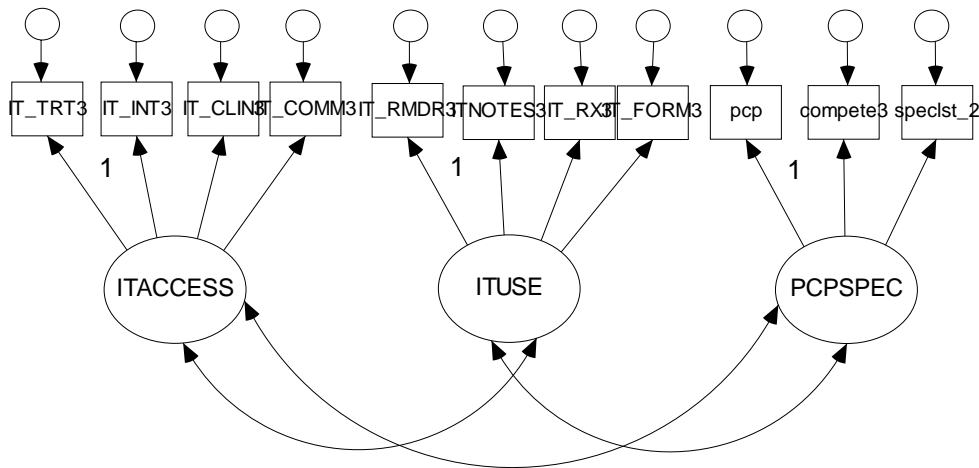 IT_TRT3 IT_INT3 IT_CLIN3 IT_COMM3 IT_RMDR3 ITNOTES3 IT_RX3 IT_FORM3 pcp compete3 speclst_2
1 1 1
ITACCESS ITUSE PCPSPEC